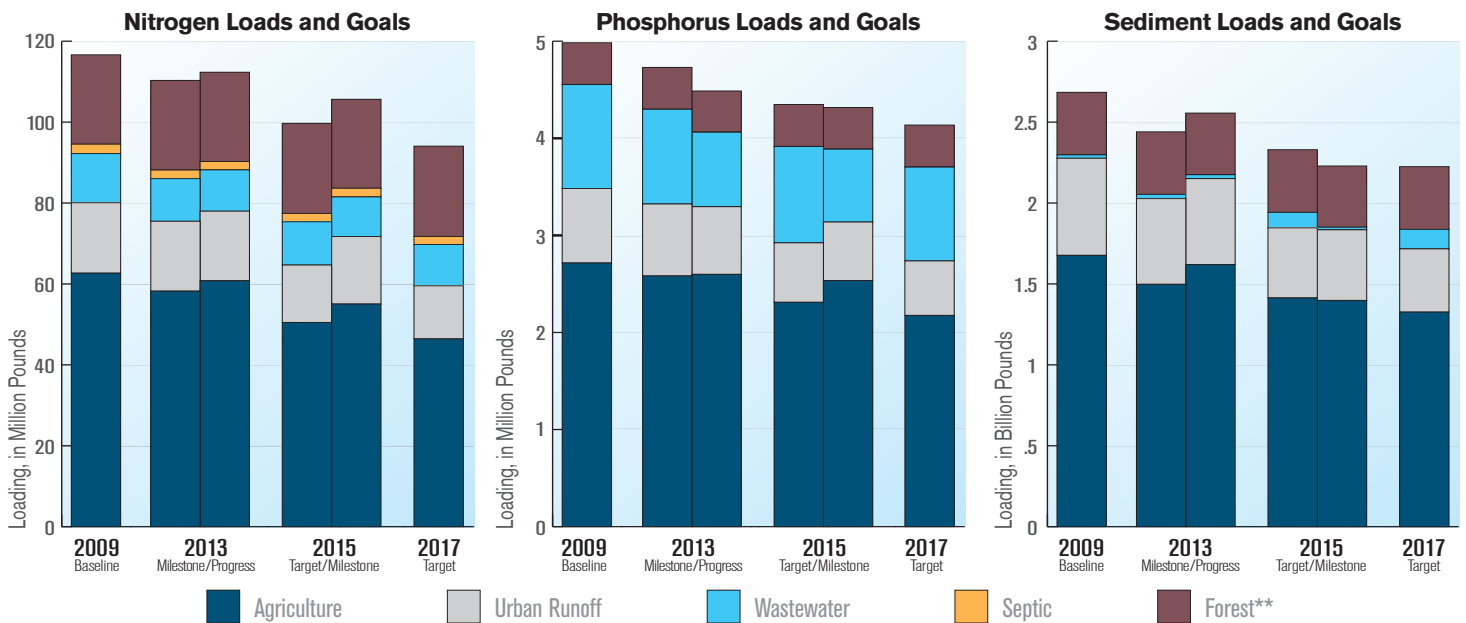 Nitrogen Loads and Goals
Loading, in Million Pounds
120
100
80
60
40
20
0
2009
Baseline
2013
Milestone/Progress
2015
Target/Milestone
2017
Target
Phosphorus Loads and Goals
Loading, in Million Pounds
5
4
3
2
1
0
2009
Baseline
2013
Milestone/Progress
2015
Target/Milestone
2017
Target
Sediment Loads and Goals
Loading, in Billion Pounds
3
2.5
2
1.5
1
.5
0
2009
Baseline
2013
Milestone/Progress
2015
Target/Milestone
2017
Target
Agriculture
Urban Runoff
Wastewater
Septic
Forest**